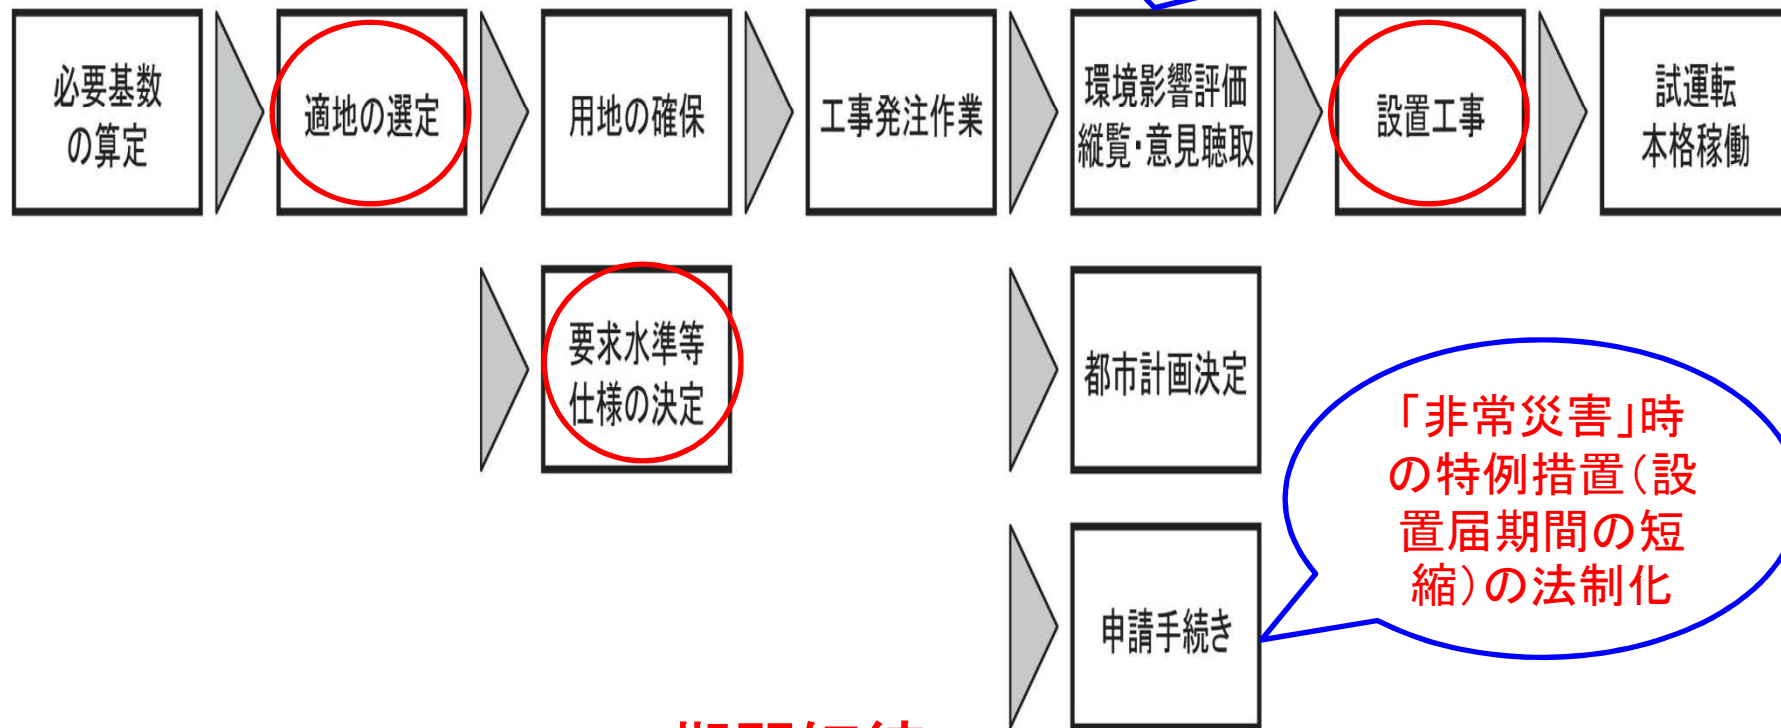 必要基数
の算定
適地の選定
用地の確保
工事発注作業
環境影響評価
縦覧・意見聴取
設置工事
試運転
本格稼働
要求水準等
仕様の決定
都市計画決定
「非常災害」時
の特例措置(設
置届期間の短
縮)の法制化
申請手続き